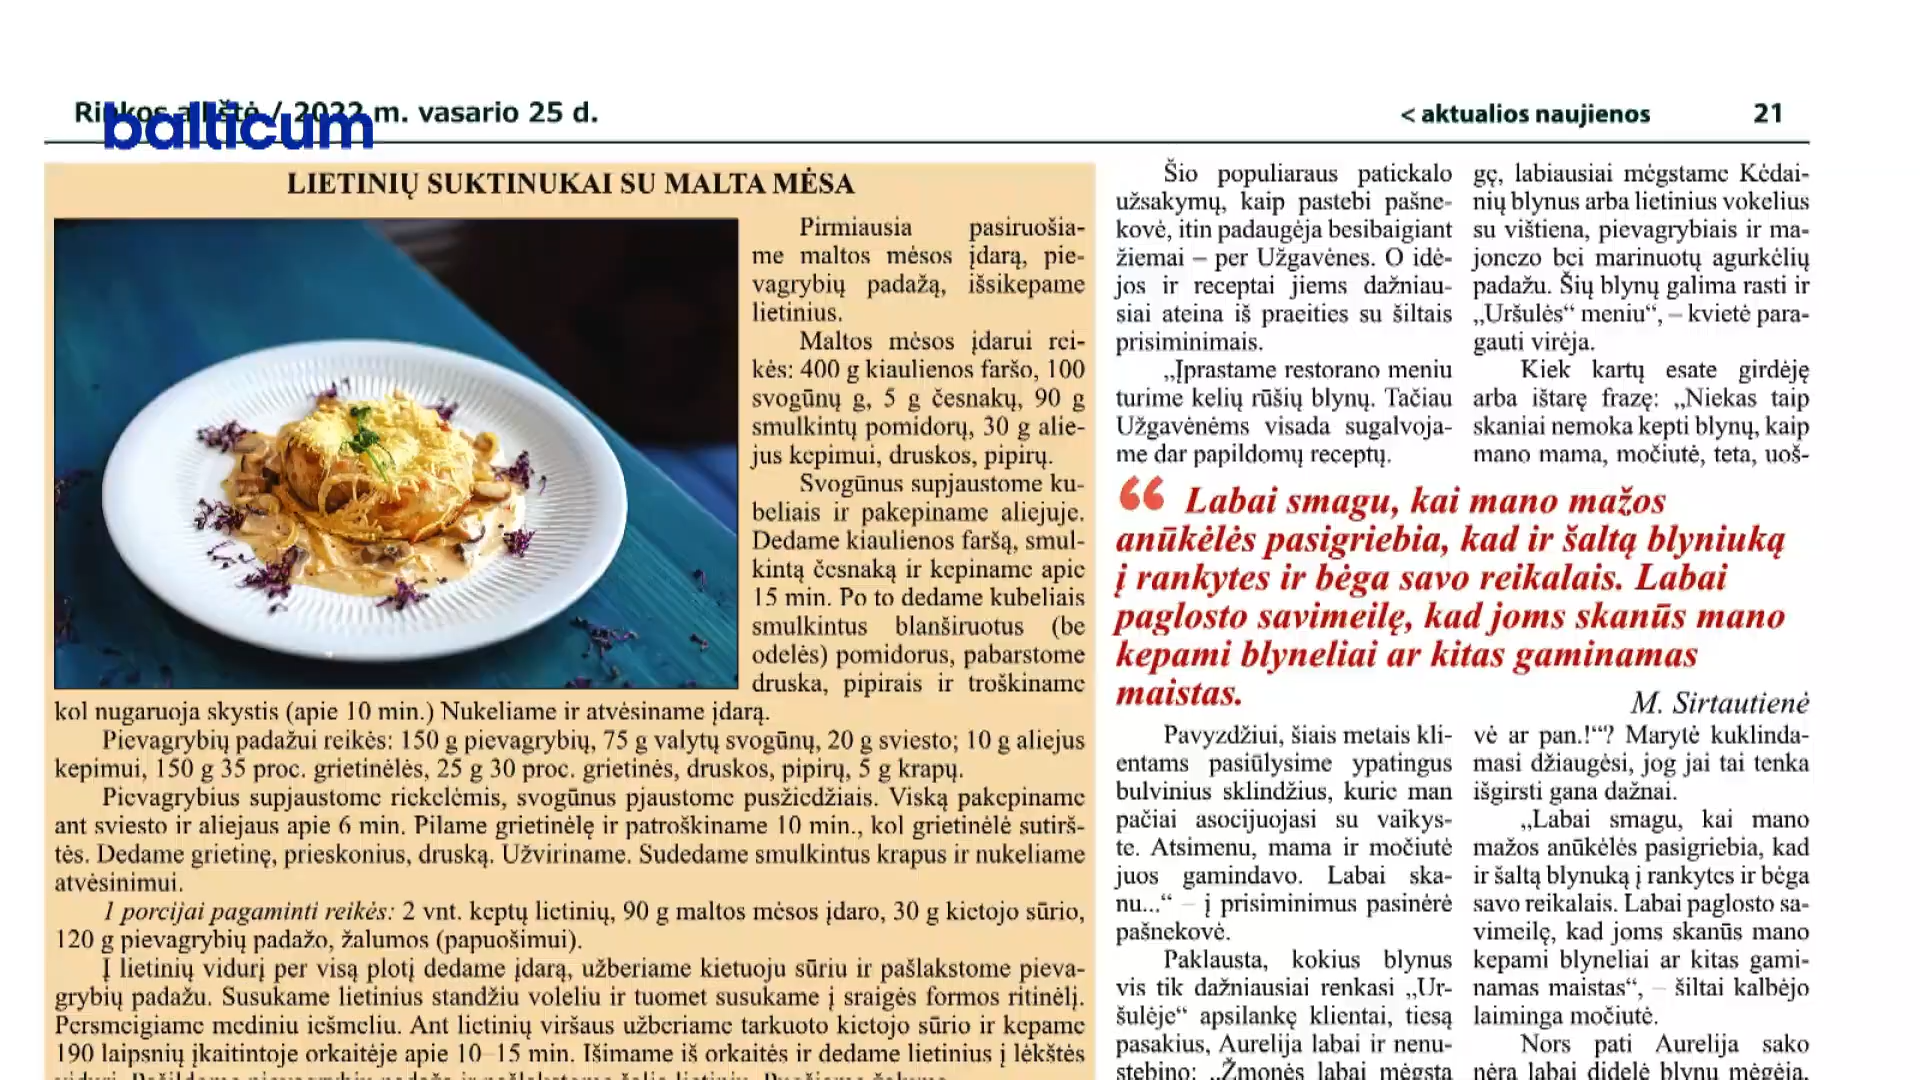 Rinkos aikštė / 2022 m. vasario 25 d.
balticum
< aktualios naujienos
21
LIETINIŲ SUKTINUKAI SU MALTA MĖSA
Pirmiausia pasiruošia-
me maltos mėsos įdarą, pie-
vagrybių padažą, išsikepame
lietinius.
Maltos mėsos įdarui rei-
kės: 400 g kiaulienos faršo, 100
svogūnų g, 5 g česnakų, 90 g
smulkintų pomidorų, 30 g alie-
jus kepimui, druskos, pipirų.
Svogūnus supjaustome ku-
beliais ir pakepiname aliejuje.
Dedame kiaulienos faršą, smul-
kintą česnaką ir kepiname apie
15 min. Po to dedame kubeliais
smulkintus blanširuotus (be
odelės) pomidorus, pabarstome
druska, pipirais ir troškiname
kol nugaruoja skystis (apie 10 min.) Nukeliame ir atvėsiname įdarą.
Pievagrybių padažui reikės: 150 g pievagrybių, 75 g valytų svogūnų, 20 g sviesto; 10 g aliejus
kepimui, 150 g 35 proc. grietinėlės, 25 g 30 proc. grietinės, druskos, pipirų, 5 g krapų.
Pievagrybius supjaustome riekelėmis, svogūnus pjaustome pusžiedžiais. Viską pakepiname
ant sviesto ir aliejaus apie 6 min. Pilame grietinėlę ir patroškiname 10 min., kol grietinėlė sutirš-
tės. Dedame grietinę, prieskonius, druską. Užviriname. Sudedame smulkintus krapus ir nukeliame
atvėsinimui.
1 porcijai pagaminti reikės: 2 vnt. keptų lietinių, 90 g maltos mėsos įdaro, 30 g kietojo sūrio,
120 g pievagrybių padažo, žalumos (papuošimui).
Į lietinių vidurį per visą plotį dedame įdarą, užberiame kietuoju sūriu ir pašlakstome pieva-
grybių padažu. Susukame lietinius standžiu voleliu ir tuomet susukame į sraigės formos ritinėlį.
Persmeigiame mediniu iešmeliu. Ant lietinių viršaus užberiame tarkuoto kietojo sūrio ir kepame
190 laipsnių įkaitintoje orkaitėje apie 10–15 min. Išimame iš orkaitės ir dedame lietinius į lėkštės
Šio populiaraus patiekalo
užsakymų, kaip pastebi pašne-
kovė, itin padaugėja besibaigiant
žiemai – per Užgavėnes. O idė-
jos ir receptai jiems dažniau-
siai ateina iš praeities su šiltais
prisiminimais.
„Įprastame restorano meniu
turime kelių rūšių blynų. Tačiau
Užgavėnėms visada sugalvoja-
me dar papildomų receptų.
gę, labiausiai mėgstame Kėdai-
nių blynus arba lietinius vokelius
su vištiena, pievagrybiais ir ma-
jonezo bei marinuotų agurkėlių
padažu. Šių blynų galima rasti ir
„Uršulės“ meniu“, – kvietė para-
gauti virėja.
Kiek kartų esate girdėję
arba ištarę frazę: „Niekas taip
skaniai nemoka kepti blynų, kaip
mano mama, močiutė, teta, uoš-
“ Labai smagu, kai mano mažos
anūkėlės pasigriebia, kad ir šaltą blyniuką
į rankytes ir bėga savo reikalais. Labai
paglosto savimeilę, kad joms skanūs mano
kepami blyneliai ar kitas gaminamas
maistas.
M. Sirtautienė
Pavyzdžiui, šiais metais kli-
entams pasiūlysime ypatingus
bulvinius sklindžius, kurie man
pačiai asocijuojasi su vaikys-
te. Atsimenu, mama ir močiutė
juos gamindavo. Labai ska-
nu...“ – į prisiminimus pasinėrė
pašnekovė.
Paklausta, kokius blynus
vis tik dažniausiai renkasi „Ur-
šulėje“ apsilankę klientai, tiesą
pasakius, Aurelija labai ir nenu-
stebino: „Žmonės labai mėgsta
vė ar pan.!“? Marytė kuklinda-
masi džiaugėsi, jog jai tai tenka
išgirsti gana dažnai.
„Labai smagu, kai mano
mažos anūkėlės pasigriebia, kad
ir šaltą blynuką į rankytes ir bėga
savo reikalais. Labai paglosto sa-
vimeilę, kad joms skanūs mano
kepami blyneliai ar kitas gami-
namas maistas“, – šiltai kalbėjo
laiminga močiutė.
Nors pati Aurelija sako
nėra labai didelė blynų mėgėja,